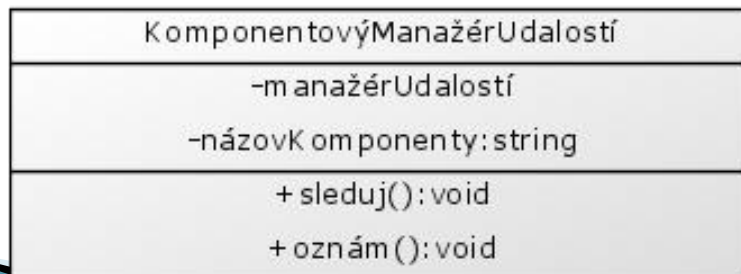 KomponentovýManažérUdalostí
-manažérUdalostí
-názovKomponenty:string
+sleduj():void
+oznám():void